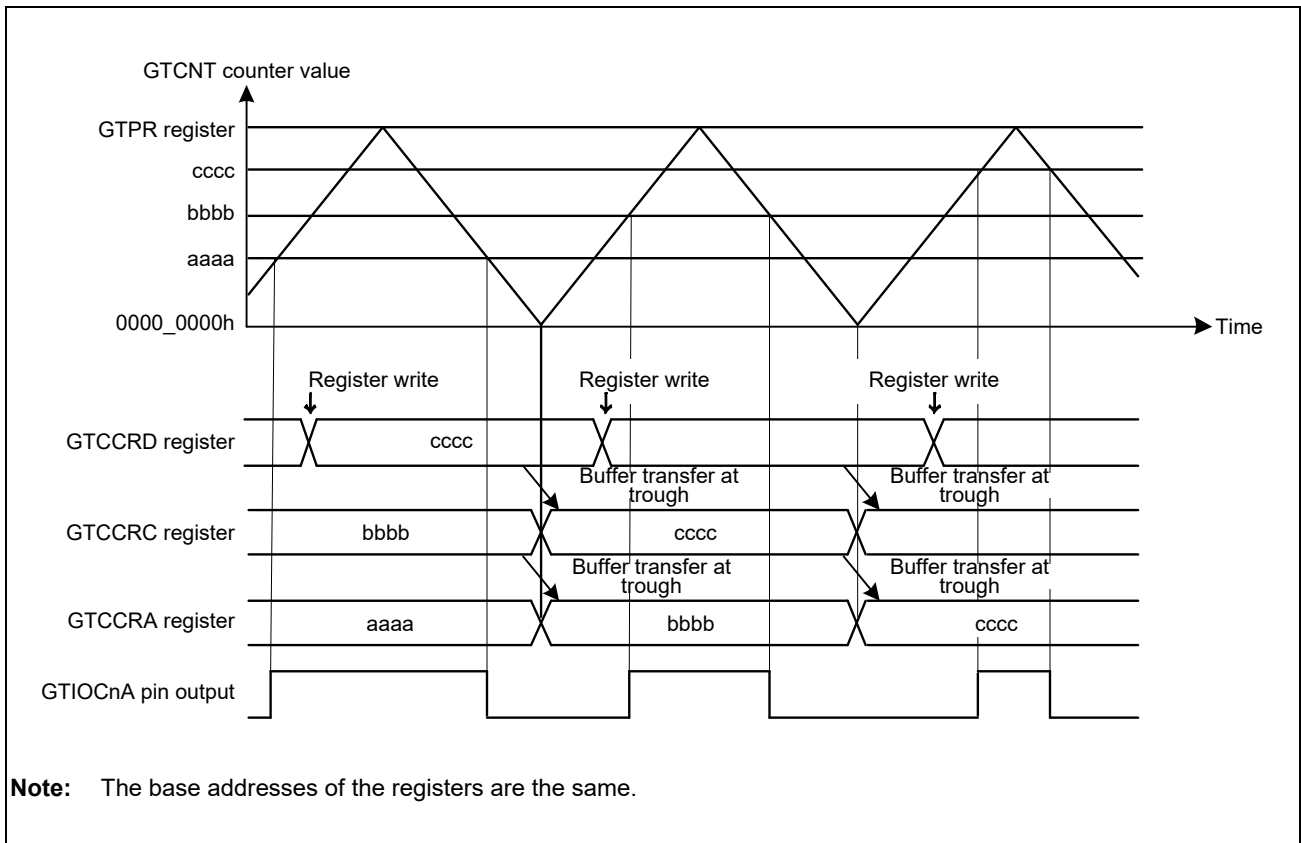 GTCNT counter value
GTPR register
cccc
bbbb
aaaa
0000_0000h
Time
Register write
Register write
Register write
GTCCRD register
cccc
Buffer transfer at
trough
Buffer transfer at
trough
GTCCRC register
bbbb
cccc
Buffer transfer at
trough
Buffer transfer at
trough
GTCCRA register
aaaa
bbbb
cccc
GTIOCnA pin output
Note: The base addresses of the registers are the same.